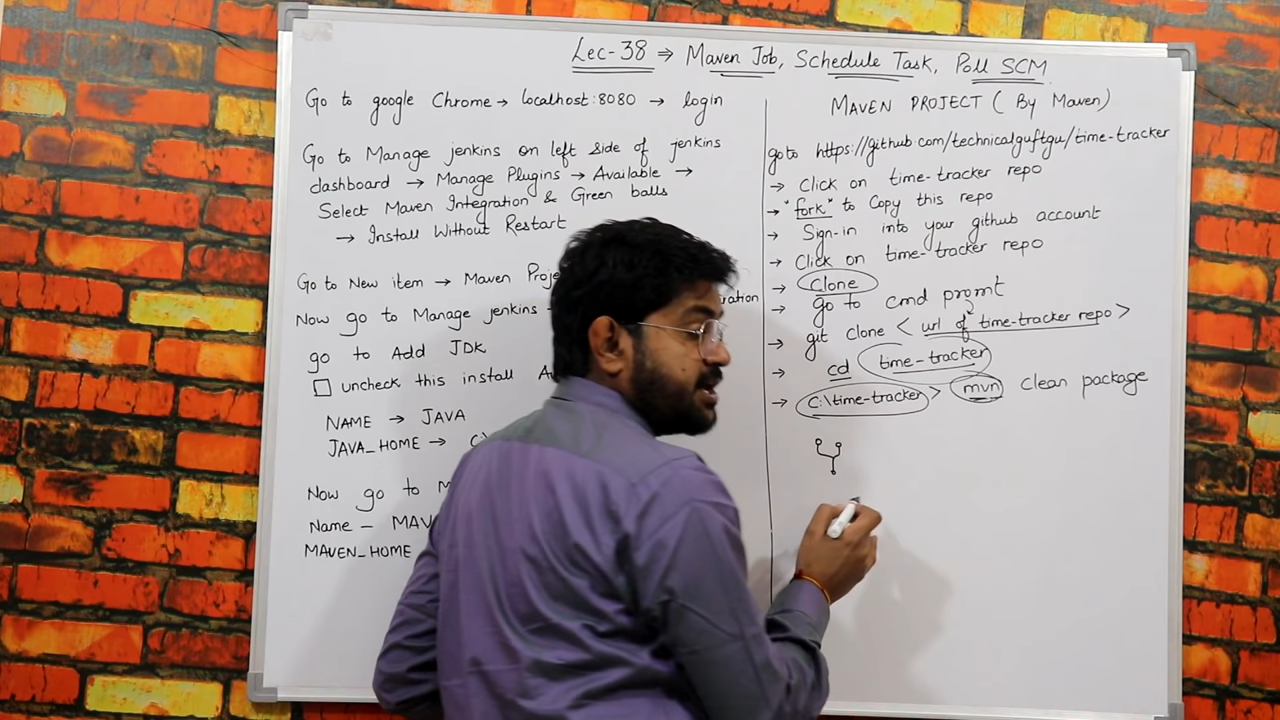 Lec-38 ⇒ Maven Job, Schedule Task, Poll SCM
Go to google Chrome → localhost:8080 → login
Go to Manage jenkins on left side of jenkins
dashboard → Manage Plugins → Available →
Select Maven Integration & Green balls
→ Install Without Restart
Go to New item → Maven
Now go to Manage jenkins
go to Add JDK
uncheck this install
NAME → JAVA
JAVA_HOME →
Now go to
Name -
MAVEN_HOME
MAVEN PROJECT ( By Maven)
goto https://github.com/technicalguftgu/time-tracker
→ Click on time-tracker repo
→ "fork" to Copy this repo
→ Sign-in into your github account
→ Click on time-tracker repo
→ Clone
→ go to cmd promt
→ git clone < url of time-tracker repo >
→ cd time-tracker
→ C:\time-tracker > mvn clean package